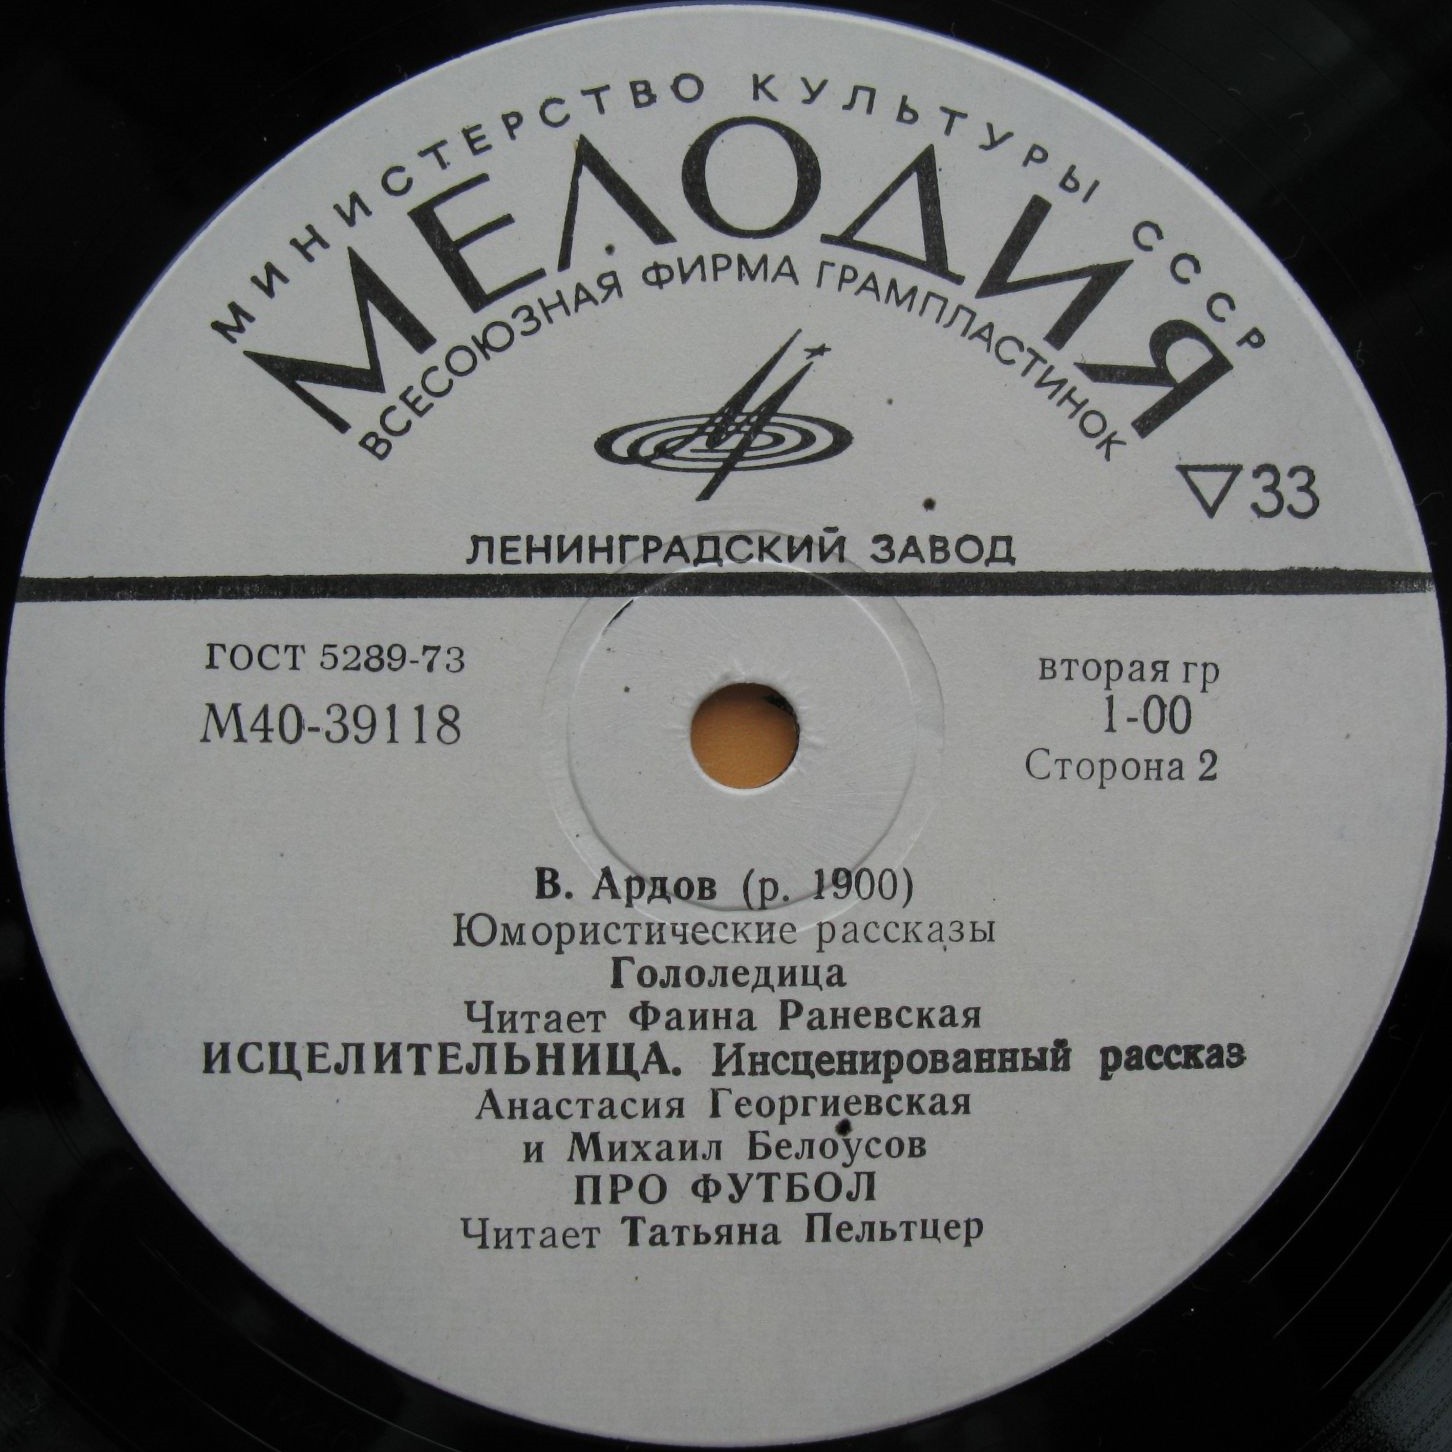 МИНИСТЕРСТВО КУЛЬТУРЫ СССР
МЕЛОДИЯ
ВСЕСОЮЗНАЯ ФИРМА ГРАМПЛАСТИНОК
33
ЛЕНИНГРАДСКИЙ ЗАВОД
ГОСТ 5289-73
М40-39118
вторая гр
1-00
Сторона 2
В. Ардов (р. 1900)
Юмористические рассказы
Гололедица
Читает Фаина Раневская
ИСЦЕЛИТЕЛЬНИЦА. Инсценированный рассказ
Анастасия Георгиевская
и Михаил Белоусов
ПРО ФУТБОЛ
Читает Татьяна Пельтцер